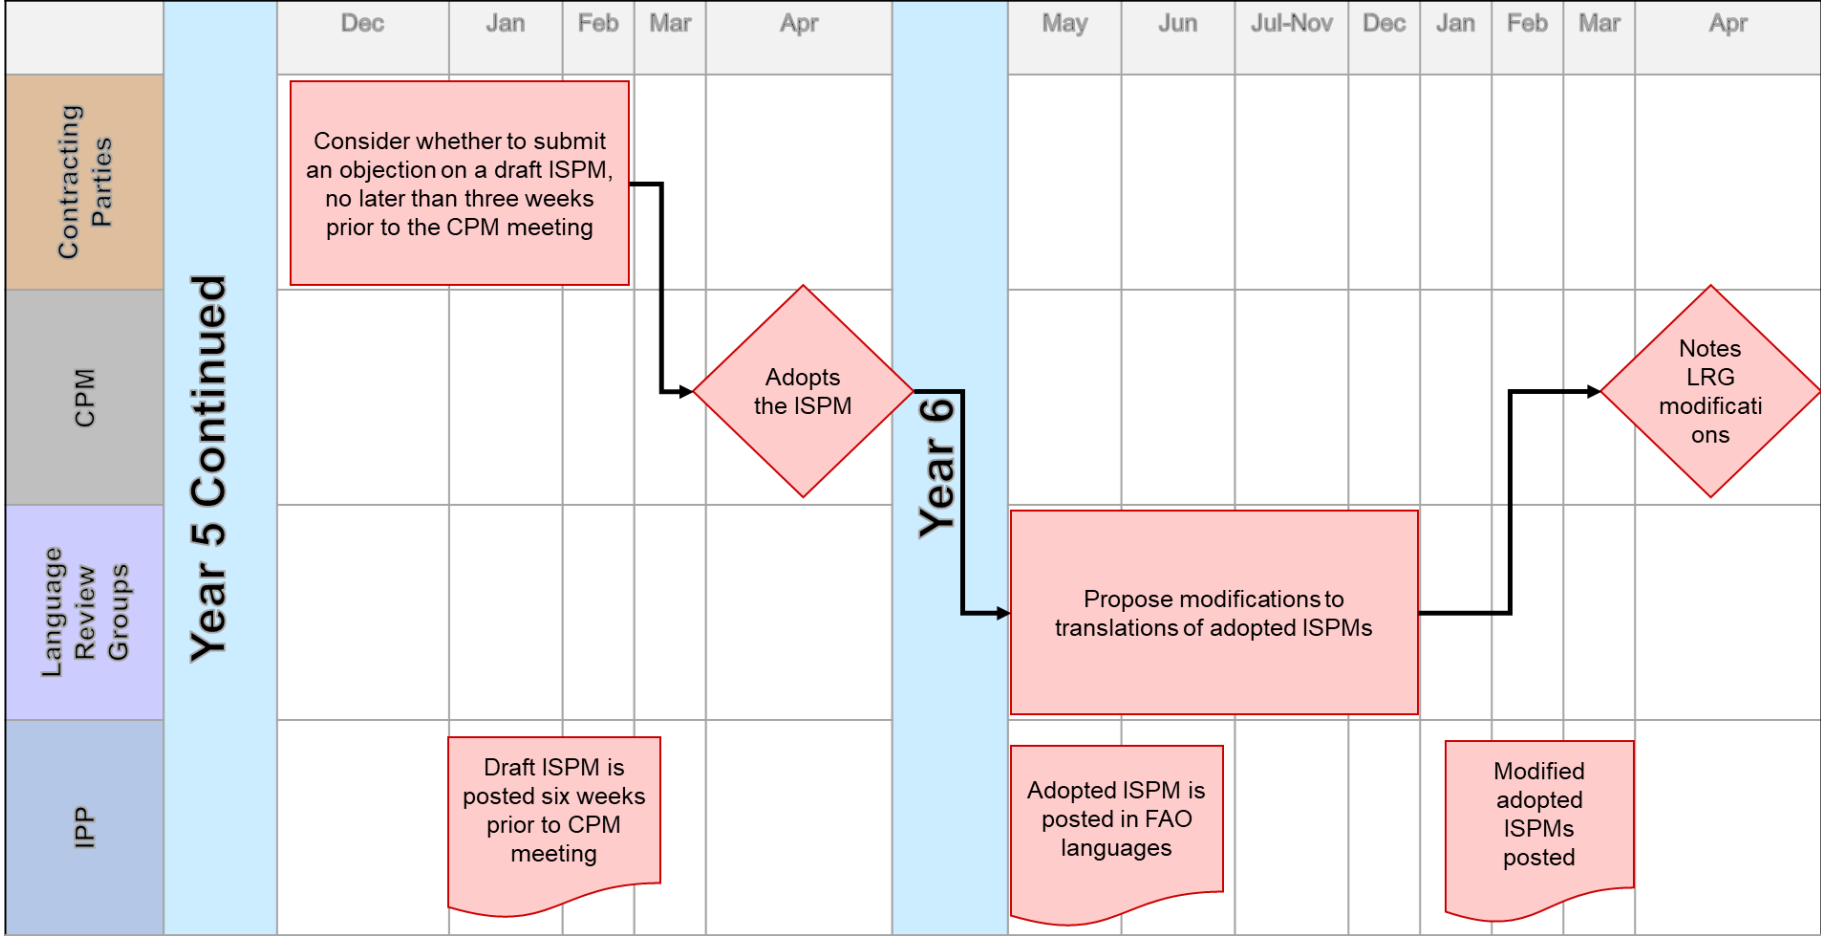 Dec
Jan
Feb
Mar
Apr
May
Jun
Jul-Nov
Dec
Jan
Feb
Mar
Apr
Year 5 Continued
Year 6
Contracting
Parties
Consider whether to submit
an objection on a draft ISPM,
no later than three weeks
prior to the CPM meeting
CPM
Adopts
the ISPM
Notes
LRG
modificati
ons
Language
Review
Groups
Propose modifications to
translations of adopted ISPMs
IPP
Draft ISPM is
posted six weeks
prior to CPM
meeting
Adopted ISPM is
posted in FAO
languages
Modified
adopted
ISPMs
posted